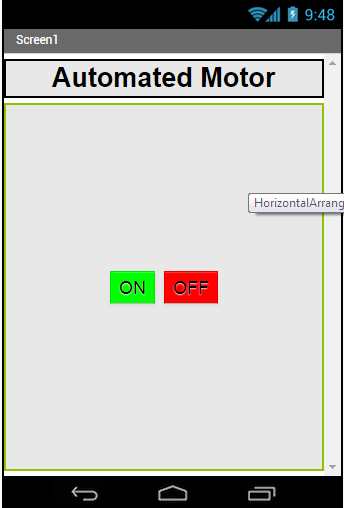 9:48
Screen1
Automated Motor
HorizontalArrang
ON OFF